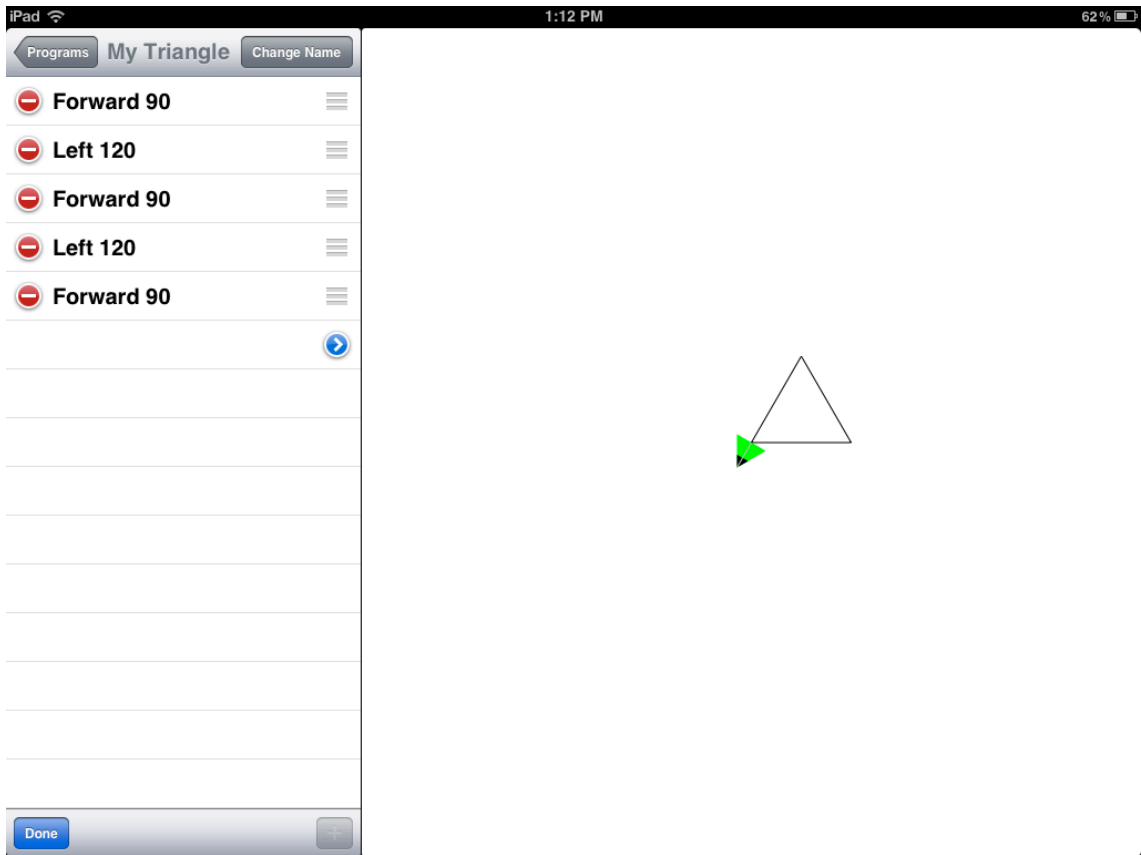 iPad 1:12 PM 62%
Programs My Triangle Change Name
Forward 90
Left 120
Forward 90
Left 120
Forward 90
Done +